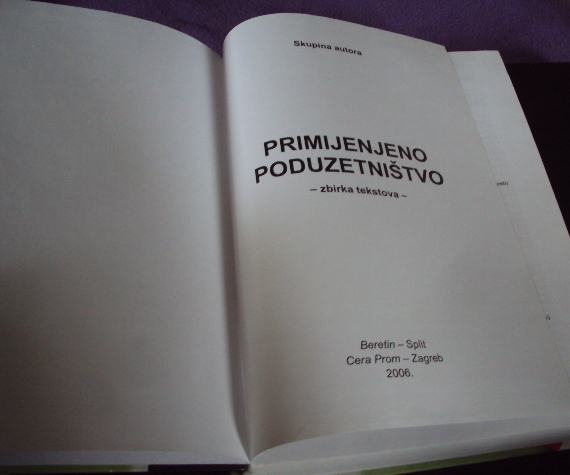 Skupina autora
PRIMIJENJENO
PODUZETNIŠTVO
– zbirka tekstova –
Beretin – Split
Cera Prom – Zagreb
2006.